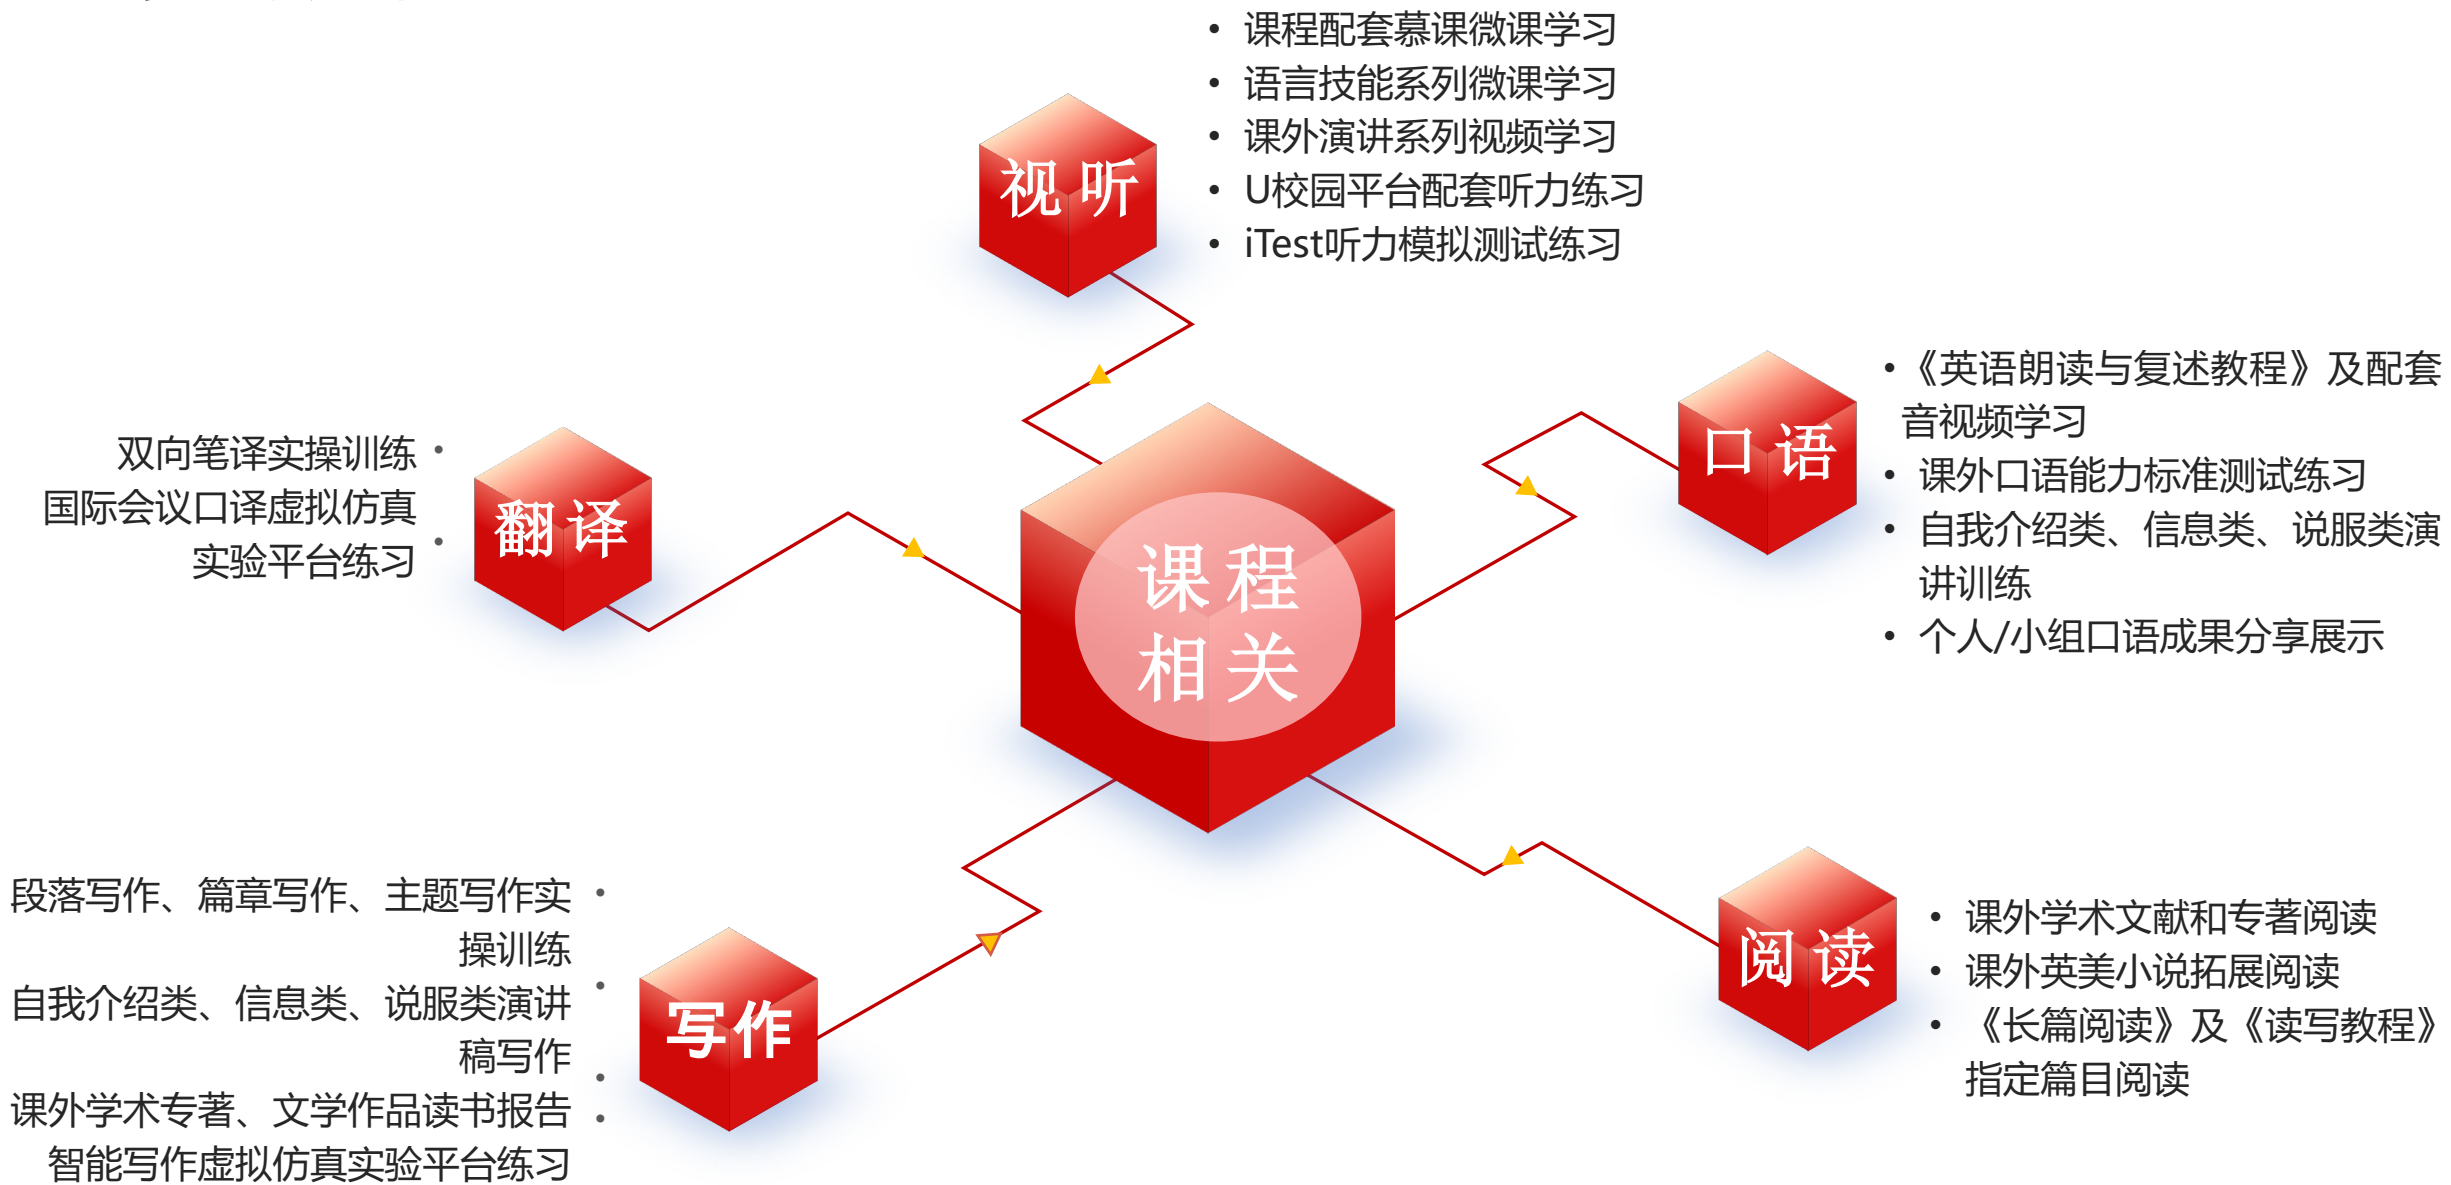 • 课程配套慕课微课学习
• 语言技能系列微课学习
• 课外演讲系列视频学习
• U校园平台配套听力练习
• iTest听力模拟测试练习
视 听
•《英语朗读与复述教程》及配套
音视频学习
• 课外口语能力标准测试练习
• 自我介绍类、信息类、说服类演
讲训练
• 个人/小组口语成果分享展示
口 语
双向笔译实操训练 •
国际会议口译虚拟仿真
实验平台练习 •
翻 译
课 程
相 关
段落写作、篇章写作、主题写作实 •
操训练
自我介绍类、信息类、说服类演讲 •
稿写作
课外学术专著、文学作品读书报告 •
智能写作虚拟仿真实验平台练习 •
写作
阅 读
• 课外学术文献和专著阅读
• 课外英美小说拓展阅读
• 《长篇阅读》及《读写教程》
指定篇目阅读